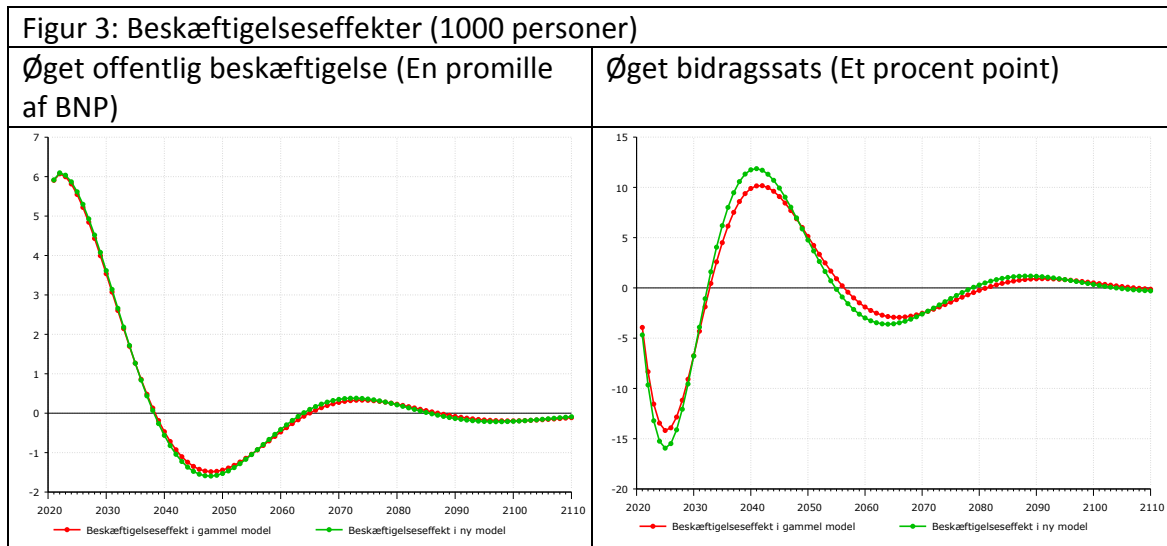 Figur 3: Beskæftigelseseffekter (1000 personer)
Øget offentlig beskæftigelse (En promille
af BNP)
Øget bidragssats (Et procent point)
7
6
5
4
3
2
1
0
-1
-2
2020 2030 2040 2050 2060 2070 2080 2090 2100 2110
Beskæftigelseseffekt i gammel model Beskæftigelseseffekt i ny model
15
10
5
0
-5
-10
-15
-20
2020 2030 2040 2050 2060 2070 2080 2090 2100 2110
Beskæftigelseseffekt i gammel model Beskæftigelseseffekt i ny model